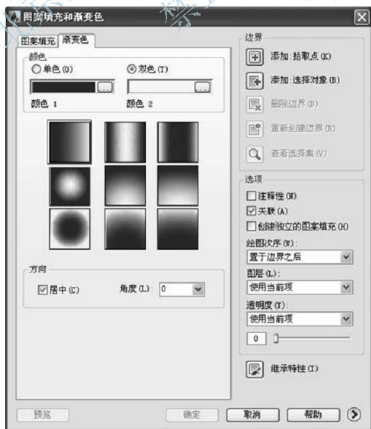 图案填充和渐变色
图案填充 渐变色
颜色
单色(O) 双色(T)
颜色 1 颜色 2
方向
居中(C) 角度(L): 0
边界
添加:拾取点(K)
添加:选择对象(B)
删除边界(D)
重新创建边界(R)
查看选择集(V)
选项
注释性(N)
关联(A)
创建独立的图案填充(H)
绘图次序(W):
置于边界之后
图层(L):
使用当前项
透明度(T):
使用当前项
0
继承特性(I)
预览 确定 取消 帮助